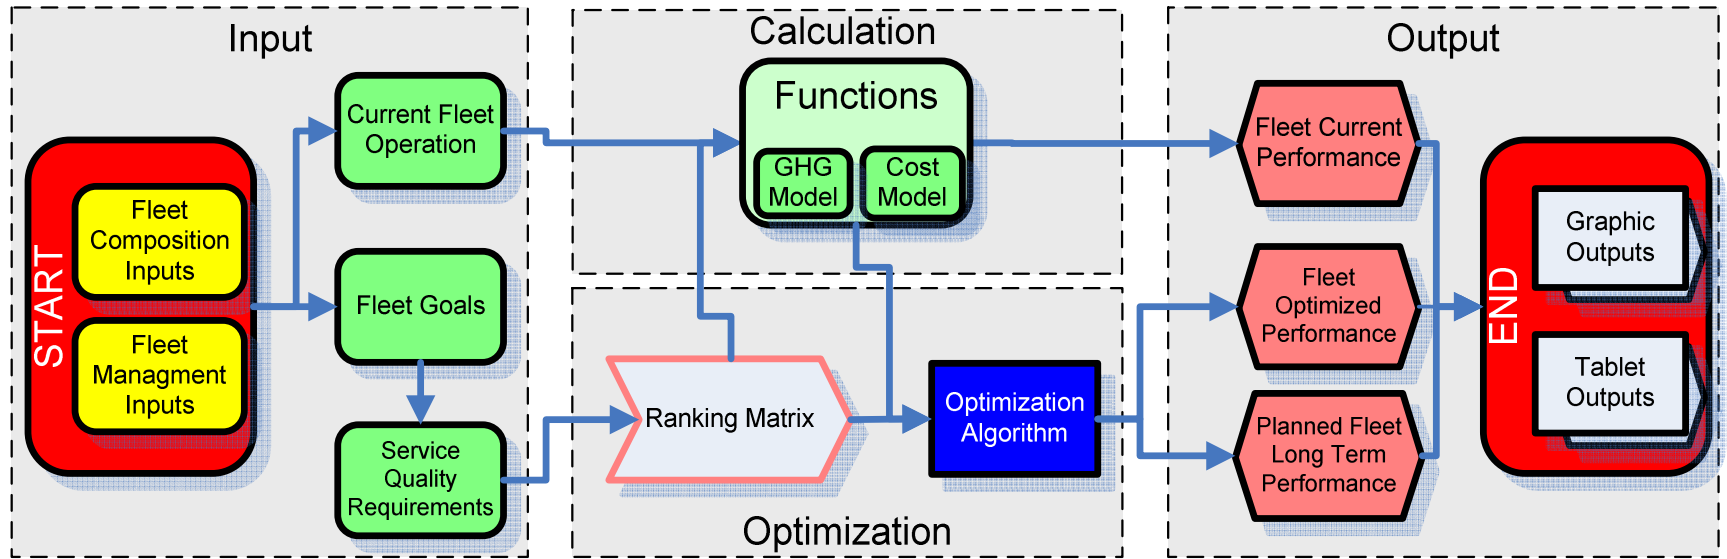 Input
START
Fleet
Composition
Inputs
Fleet
Managment
Inputs
Current Fleet
Operation
Fleet Goals
Service
Quality
Requirements
Calculation
Functions
GHG
Model
Cost
Model
Ranking Matrix
Optimization
Algorithm
Optimization
Output
Fleet Current
Performance
Fleet
Optimized
Performance
Planned Fleet
Long Term
Performance
END
Graphic
Outputs
Tablet
Outputs